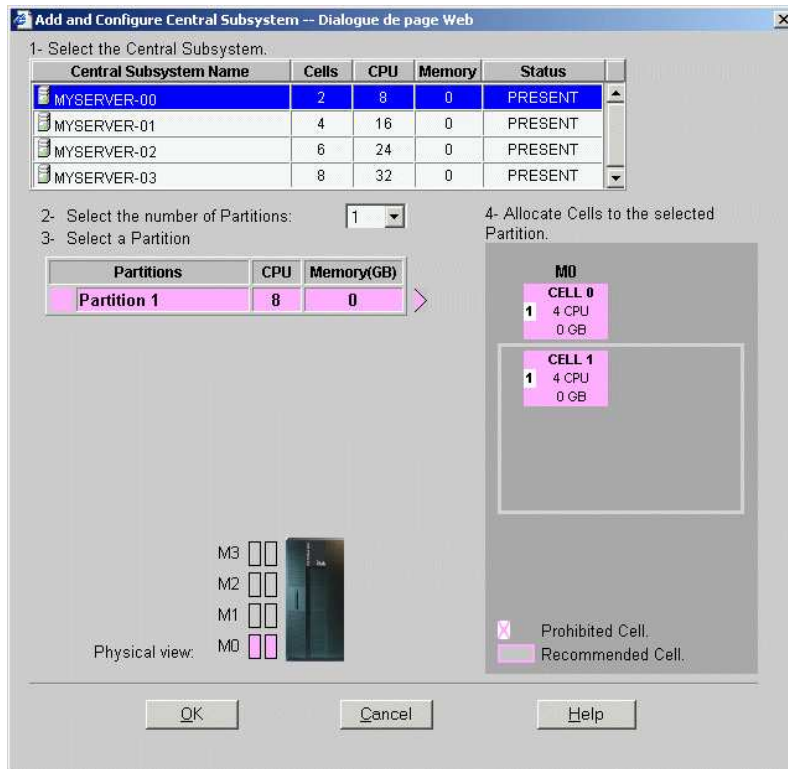 Add and Configure Central Subsystem -- Dialogue de page Web
1- Select the Central Subsystem.
Central Subsystem Name Cells CPU Memory Status
MYSERVER-00 2 8 0 PRESENT
MYSERVER-01 4 16 0 PRESENT
MYSERVER-02 6 24 0 PRESENT
MYSERVER-03 8 32 0 PRESENT
2- Select the number of Partitions: 1
3- Select a Partition
Partitions CPU Memory(GB)
Partition 1 8 0
4- Allocate Cells to the selected
Partition.
M0
CELL 0
1 4 CPU
0 GB
CELL 1
1 4 CPU
0 GB
M3
M2
M1
Physical view: M0
Prohibited Cell.
Recommended Cell.
OK Cancel Help